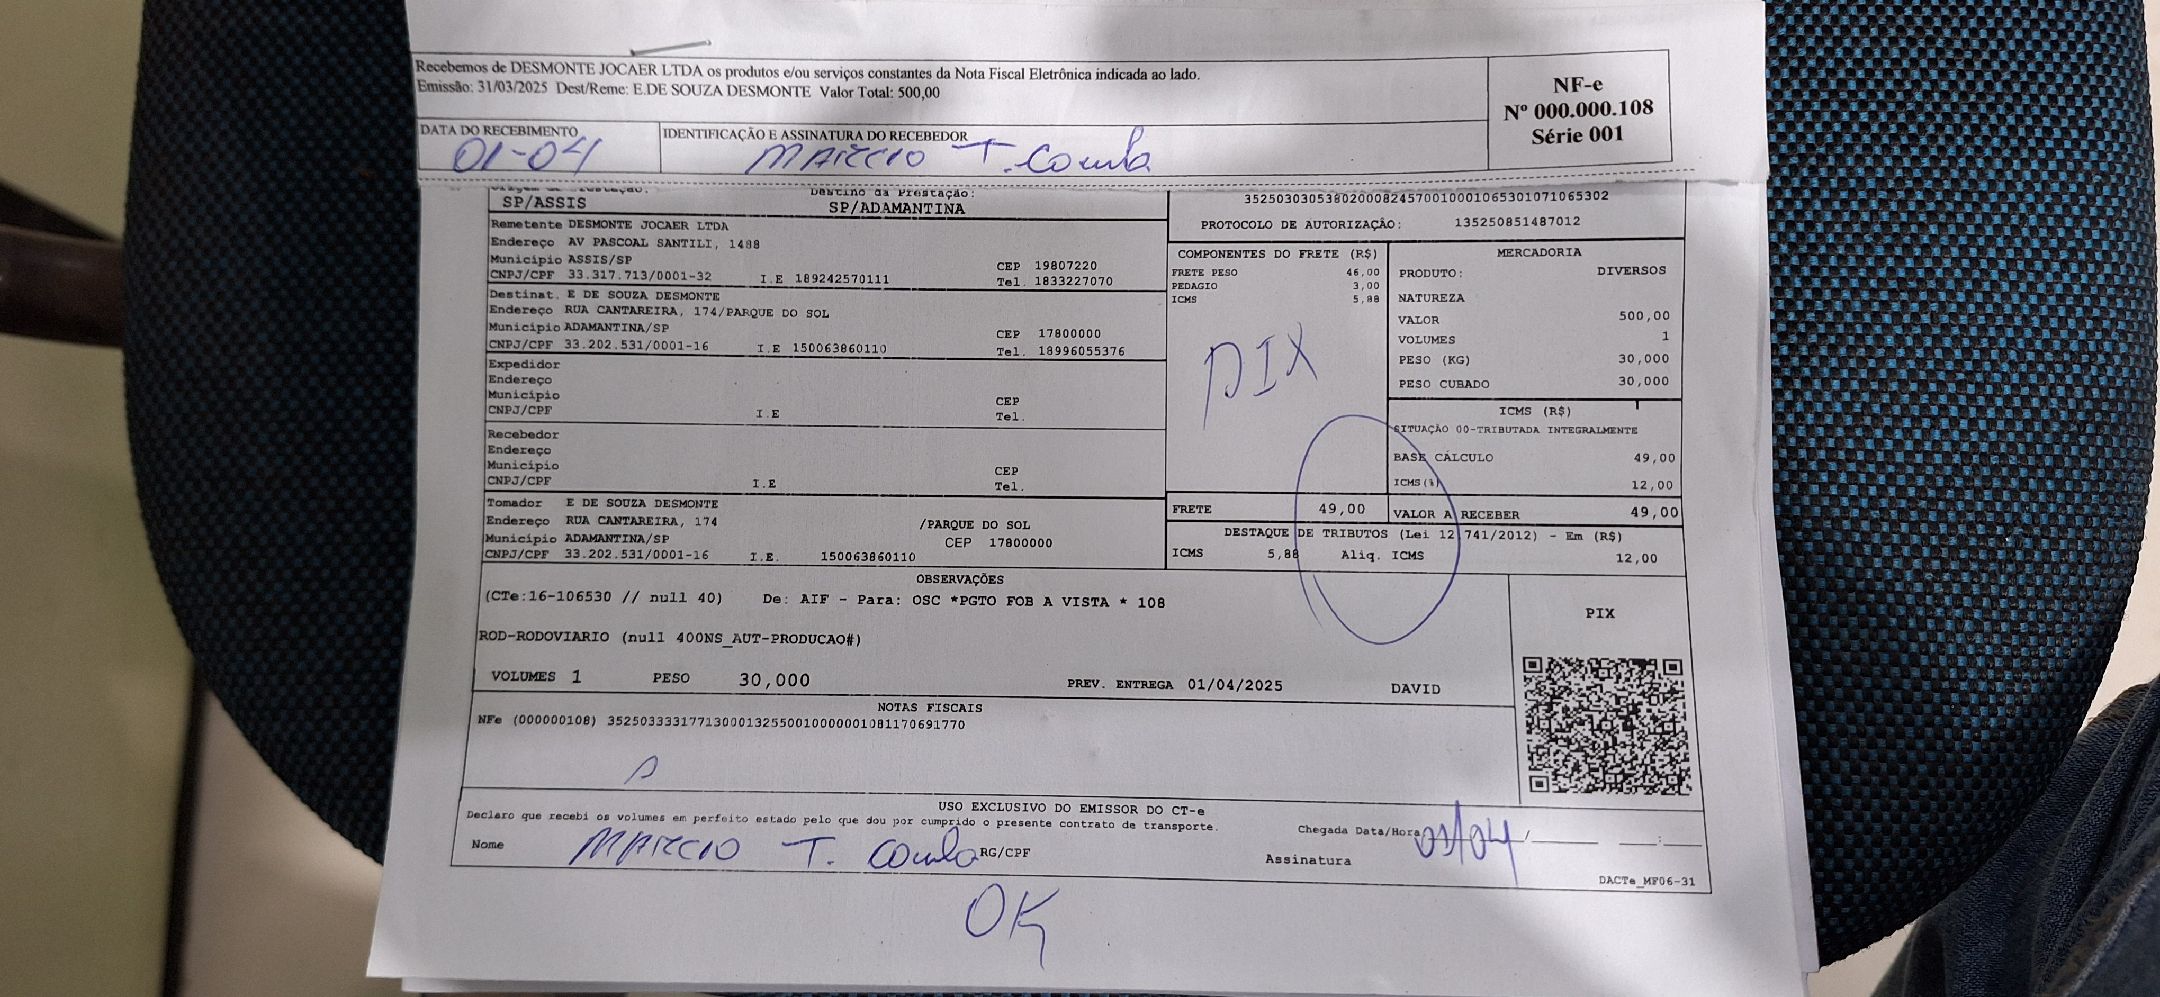 Recebemos de DESMONTE JOCAER LTDA os produtos e/ou serviços constantes da Nota Fiscal Eletrônica indicada ao lado.
Emissão: 31/03/2025 Dest/Reme: E.DE SOUZA DESMONTE Valor Total: 500,00
NF-e
Nº 000.000.108
Série 001
DATA DO RECEBIMENTO
01-04
IDENTIFICAÇÃO E ASSINATURA DO RECEBEDOR
MARCIO T.
Destino da Prestação:
SP/ASSIS
SP/ADAMANTINA
35250303053802000824570010001065301071065302
PROTOCOLO DE AUTORIZAÇÂO: 135250851487012
Remetente DESMONTE JOCAER LTDA
Endereço AV PASCOAL SANTILI, 1488
Municipio ASSIS/SP CEP 19807220
CNPJ/CPF 33.317.713/0001-32 I.E 189242570111 Tel. 1833227070
Destinat. E DE SOUZA DESMONTE
Endereço RUA CANTAREIRA, 174/PARQUE DO SOL
Municipio ADAMANTINA/SP CEP 17800000
CNPJ/CPF 33.202.531/0001-16 I.E 150063860110 Tel. 18996055376
Expedidor
Endereço
Municipio CEP
CNPJ/CPF I.E Tel.
Recebedor
Endereço
Municipio CEP
CNPJ/CPF I.E Tel.
Tomador E DE SOUZA DESMONTE
Endereço RUA CANTAREIRA, 174 /PARQUE DO SOL
Municipio ADAMANTINA/SP CEP 17800000
CNPJ/CPF 33.202.531/0001-16 I.E. 150063860110
COMPONENTES DO FRETE (R$)
FRETE PESO 46,00
PEDAGIO 3,00
ICMS 5,88
PIX
FRETE 49,00
MERCADORIA
PRODUTO: DIVERSOS
NATUREZA
VALOR 500,00
VOLUMES 1
PESO (KG) 30,000
PESO CUBADO 30,000
ICMS (R$)
SITUAÇÃO 00-TRIBUTADA INTEGRALMENTE
BASE CÁLCULO 49,00
ICMS(%) 12,00
VALOR A RECEBER 49,00
DESTAQUE DE TRIBUTOS (Lei 12 741/2012) - Em (R$)
ICMS 5,88 Aliq. ICMS 12,00
OBSERVAÇÕES
(CTe:16-106530 // null 40) De: AIF - Para: OSC *PGTO FOB A VISTA * 108
ROD-RODOVIARIO (null 400NS_AUT-PRODUCAO#)
VOLUMES 1 PESO 30,000 PREV. ENTREGA 01/04/2025 DAVID
PIX
NOTAS FISCAIS
NFe (000000108) 35250333317713000132550010000001081170691770
USO EXCLUSIVO DO EMISSOR DO CT-e
Declaro que recebi os volumes em perfeito estado pelo que dou por cumprido o presente contrato de transporte.
Nome MARCIO T. RG/CPF
Chegada Data/Hora 01/04 / :
Assinatura
DACTe_MF06-31
OK